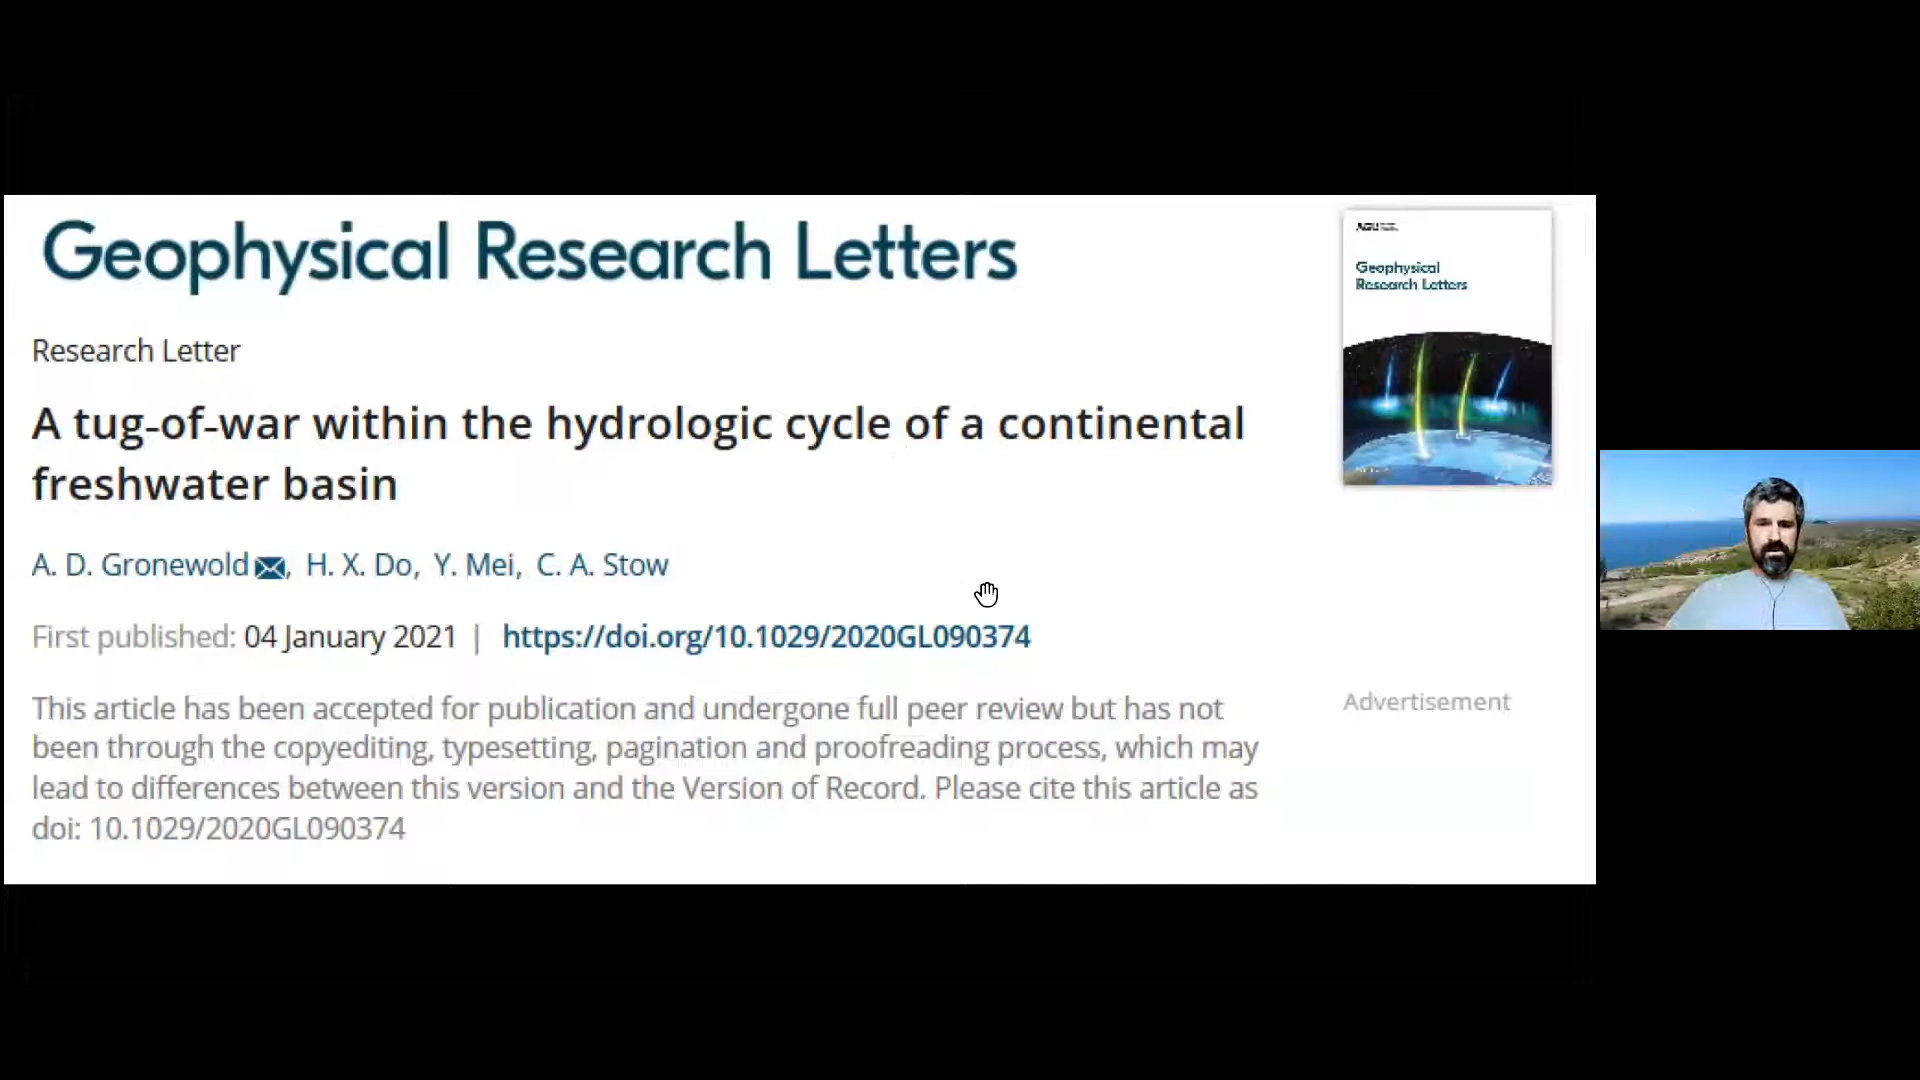 Geophysical Research Letters
Research Letter
A tug-of-war within the hydrologic cycle of a continental
freshwater basin
A. D. Gronewold, H. X. Do, Y. Mei, C. A. Stow
First published: 04 January 2021 | https://doi.org/10.1029/2020GL090374
This article has been accepted for publication and undergone full peer review but has not
been through the copyediting, typesetting, pagination and proofreading process, which may
lead to differences between this version and the Version of Record. Please cite this article as
doi: 10.1029/2020GL090374
AGU
Geophysical
Research Letters
Advertisement